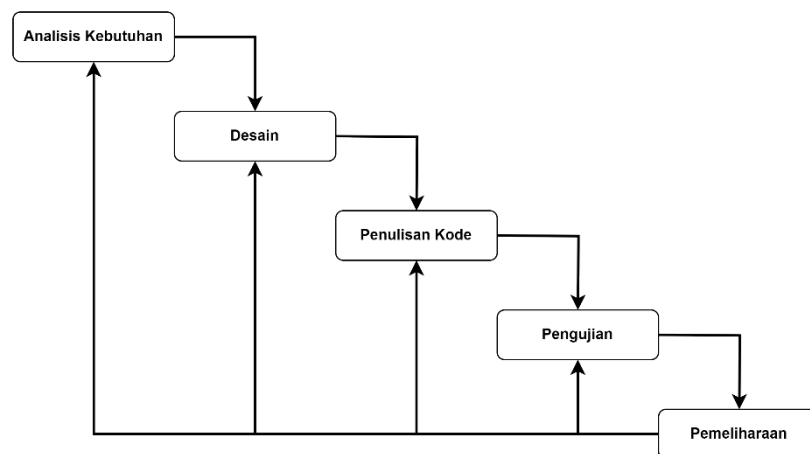 Analisis Kebutuhan
Desain
Penulisan Kode
Pengujian
Pemeliharaan